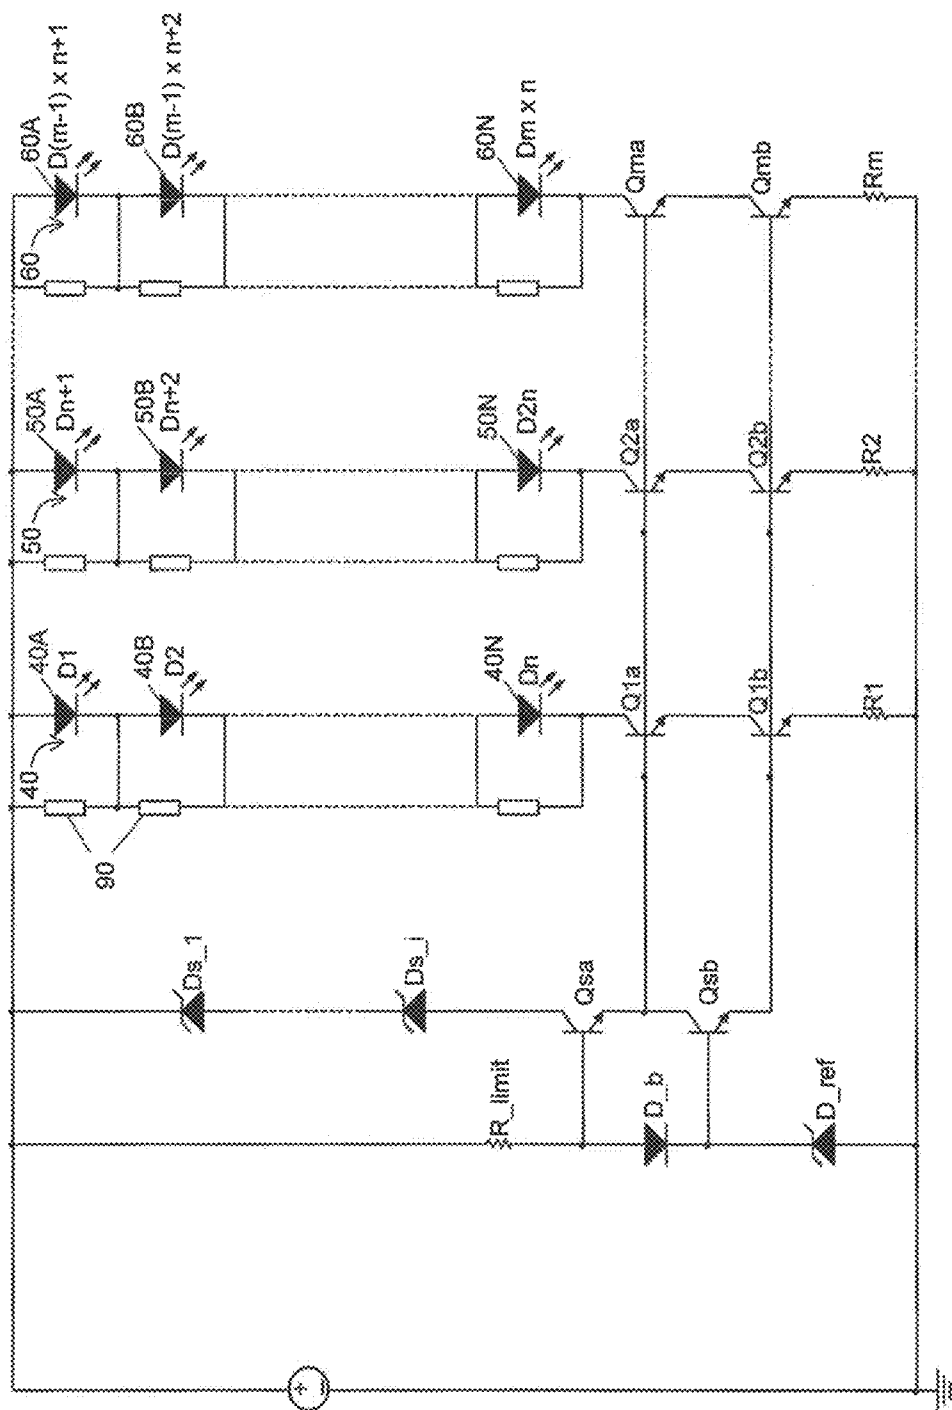 60A
D(m-1) x n+1
60
60B
D(m-1) x n+2
60N
Dm x n
Qma
Qmb
Rm
50A
Dn+1
50
50B
Dn+2
50N
D2n
Q2a
Q2b
R2
40A
D1
40
40B
D2
40N
Dn
Q1a
Q1b
R1
90
Ds_1
Ds_i
Qsa
Qsb
R_limit
D_b
D_ref
+